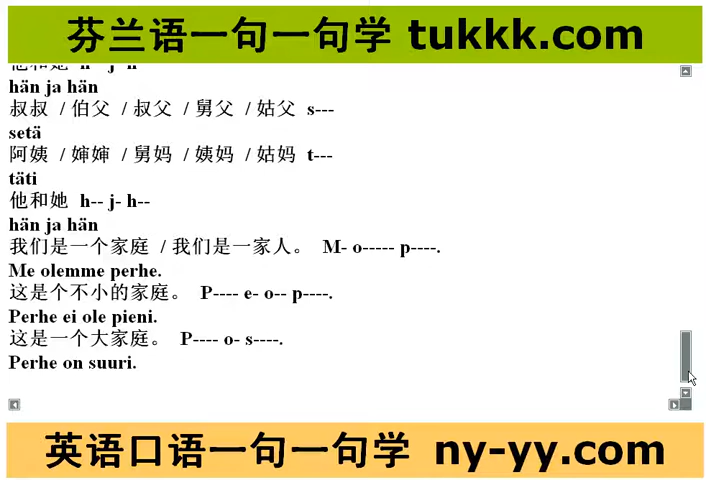 芬兰语一句一句学 tukkk.com
他和她 h-- j- h--
hän ja hän
叔叔 / 伯父 / 叔父 / 舅父 / 姑父 s---
setä
阿姨 / 婶婶 / 舅妈 / 姨妈 / 姑妈 t---
täti
他和她 h-- j- h--
hän ja hän
我们是一个家庭 / 我们是一家人。 M- o----- p----.
Me olemme perhe.
这是个不小的家庭。 P---- e- o-- p----.
Perhe ei ole pieni.
这是一个大家庭。 P---- o- s----.
Perhe on suuri.
英语口语一句一句学 ny-yy.com